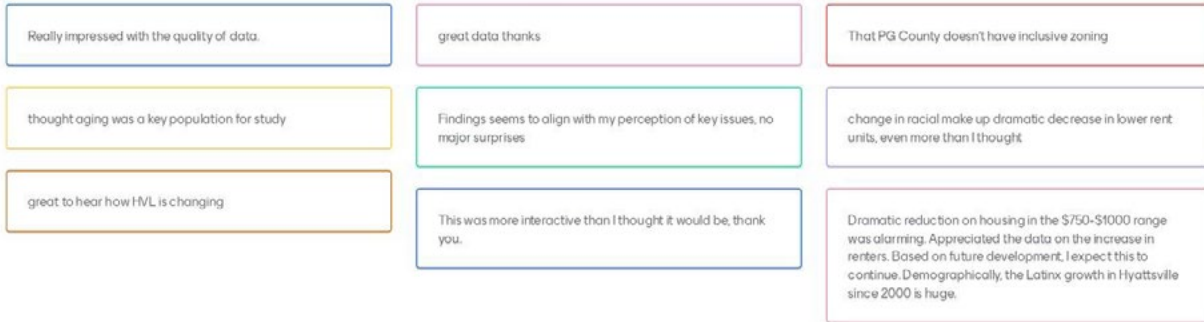 Really impressed with the quality of data.
thought aging was a key population for study
great to hear how HVL is changing
great data thanks
Findings seems to align with my perception of key issues, no
major surprises
This was more interactive than I thought it would be, thank
you.
That PG County doesn't have inclusive zoning
change in racial make up dramatic decrease in lower rent
units, even more than I thought
Dramatic reduction on housing in the $750-$1000 range
was alarming. Appreciated the data on the increase in
renters. Based on future development, I expect this to
continue. Demographically, the Latinx growth in Hyattsville
since 2000 is huge.